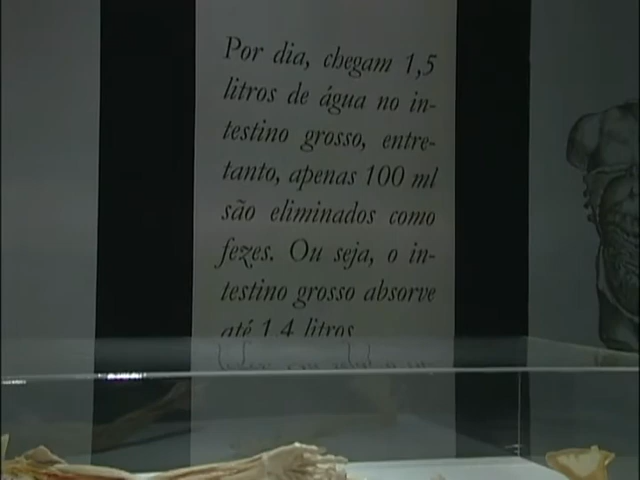 Por dia, chegam 1,5
litros de água no in-
testino grosso, entre-
tanto, apenas 100 ml
são eliminados como
fezes. Ou seja, o in-
testino grosso absorve
até 1,4 litros